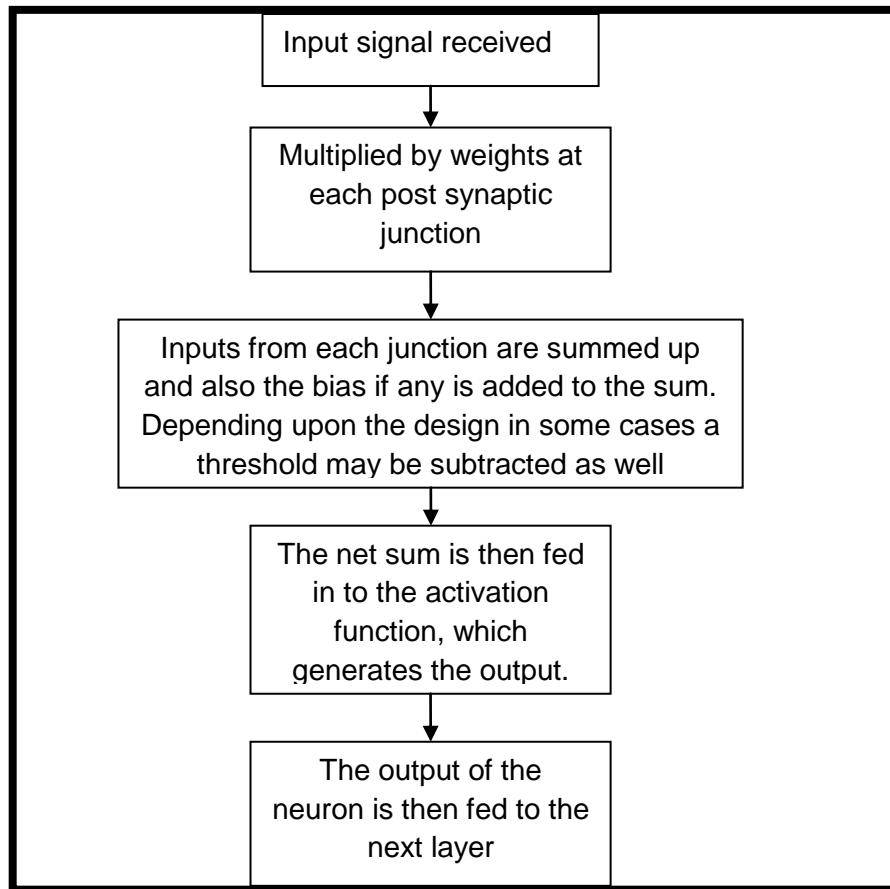 Input signal received
Multiplied by weights at
each post synaptic
junction
Inputs from each junction are summed up
and also the bias if any is added to the sum.
Depending upon the design in some cases a
threshold may be subtracted as well
The net sum is then fed
in to the activation
function, which
generates the output.
The output of the
neuron is then fed to the
next layer